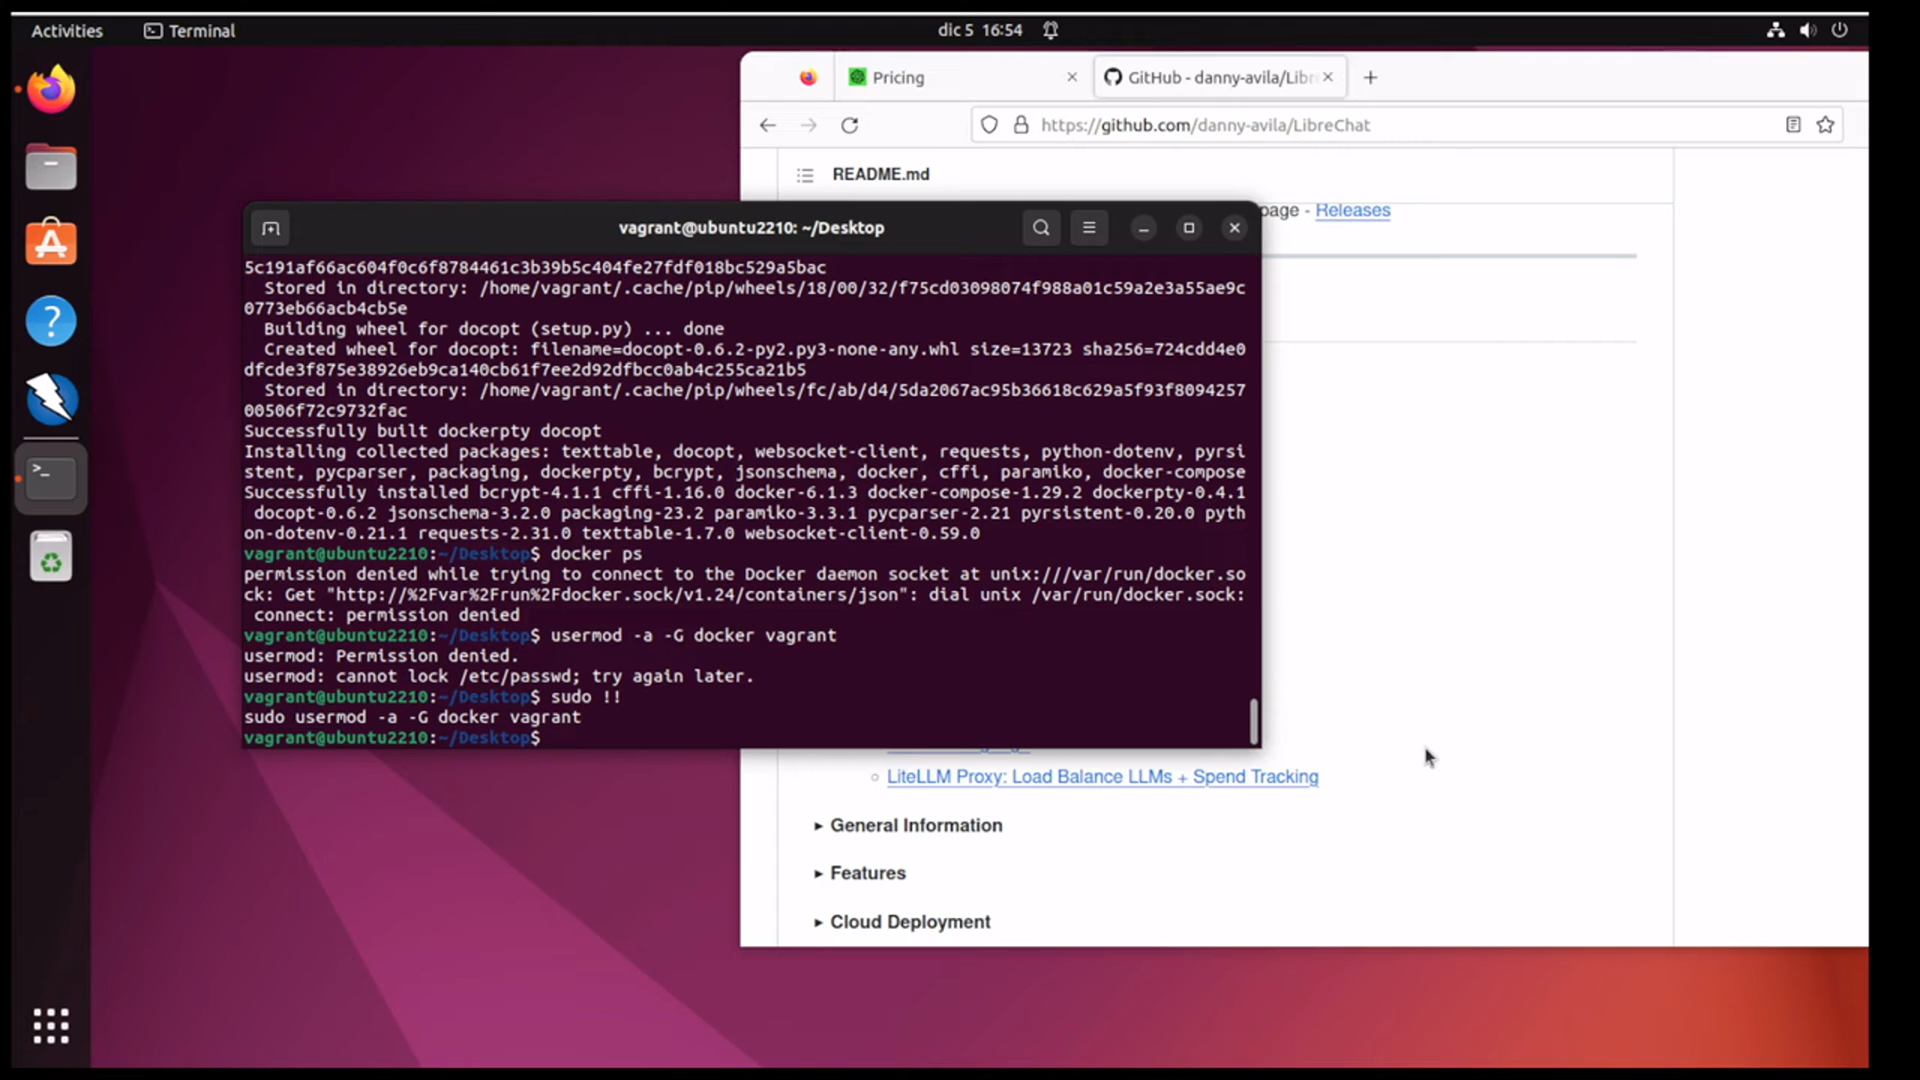 Activities
Terminal
dic 5 16:54
Pricing
GitHub - danny-avila/Libr
https://github.com/danny-avila/LibreChat
README.md
page - Releases
vagrant@ubuntu2210: ~/Desktop
5c191af66ac604f0c6f8784461c3b39b5c404fe27fdf018bc529a5bac
Stored in directory: /home/vagrant/.cache/pip/wheels/18/00/32/f75cd03098074f988a01c59a2e3a55ae9c
0773eb66acb4cb5e
Building wheel for docopt (setup.py) ... done
Created wheel for docopt: filename=docopt-0.6.2-py2.py3-none-any.whl size=13723 sha256=724cdd4e0
dfcde3f875e38926eb9ca140cb61f7ee2d92dfbcc0ab4c255ca21b5
Stored in directory: /home/vagrant/.cache/pip/wheels/fc/ab/d4/5da2067ac95b36618c629a5f93f8094257
00506f72c9732fac
Successfully built dockerpty docopt
Installing collected packages: texttable, docopt, websocket-client, requests, python-dotenv, pyrsi
stent, pycparser, packaging, dockerpty, bcrypt, jsonschema, docker, cffi, paramiko, docker-compose
Successfully installed bcrypt-4.1.1 cffi-1.16.0 docker-6.1.3 docker-compose-1.29.2 dockerpty-0.4.1
docopt-0.6.2 jsonschema-3.2.0 packaging-23.2 paramiko-3.3.1 pycparser-2.21 pyrsistent-0.20.0 pyth
on-dotenv-0.21.1 requests-2.31.0 texttable-1.7.0 websocket-client-0.59.0
vagrant@ubuntu2210:~/Desktop$ docker ps
permission denied while trying to connect to the Docker daemon socket at unix:///var/run/docker.so
ck: Get "http://%2Fvar%2Frun%2Fdocker.sock/v1.24/containers/json": dial unix /var/run/docker.sock:
connect: permission denied
vagrant@ubuntu2210:~/Desktop$ usermod -a -G docker vagrant
usermod: Permission denied.
usermod: cannot lock /etc/passwd; try again later.
vagrant@ubuntu2210:~/Desktop$ sudo !!
sudo usermod -a -G docker vagrant
vagrant@ubuntu2210:~/Desktop$
LiteLLM Proxy: Load Balance LLMs + Spend Tracking
General Information
Features
Cloud Deployment